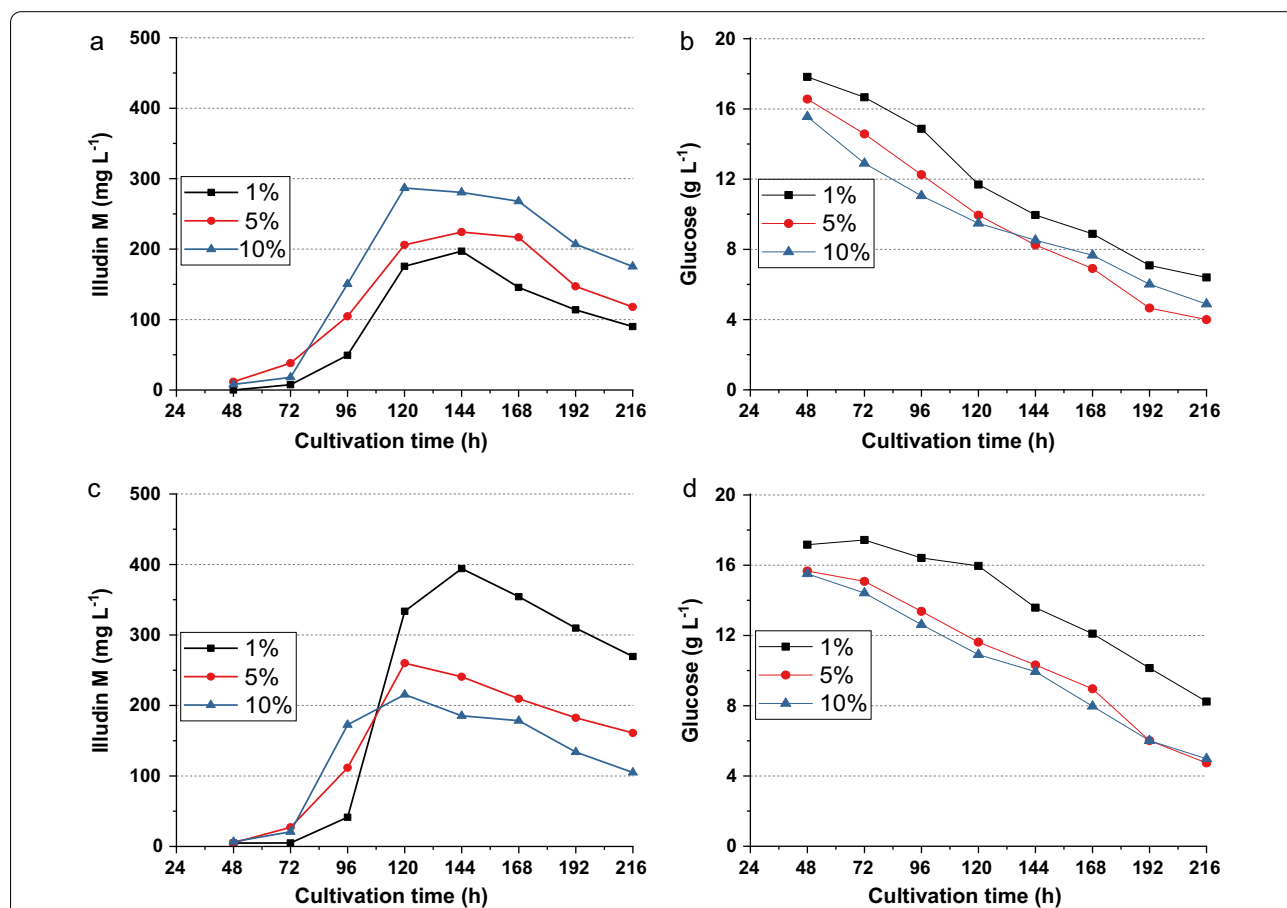 a
500
400
300
200
100
0
Illudin M (mg L⁻¹)
1%
5%
10%
24 48 72 96 120 144 168 192 216
Cultivation time (h)
b
20
16
12
8
4
0
Glucose (g L⁻¹)
1%
5%
10%
24 48 72 96 120 144 168 192 216
Cultivation time (h)
c
500
400
300
200
100
0
Illudin M (mg L⁻¹)
1%
5%
10%
24 48 72 96 120 144 168 192 216
Cultivation time (h)
d
20
16
12
8
4
0
Glucose (g L⁻¹)
1%
5%
10%
24 48 72 96 120 144 168 192 216
Cultivation time (h)